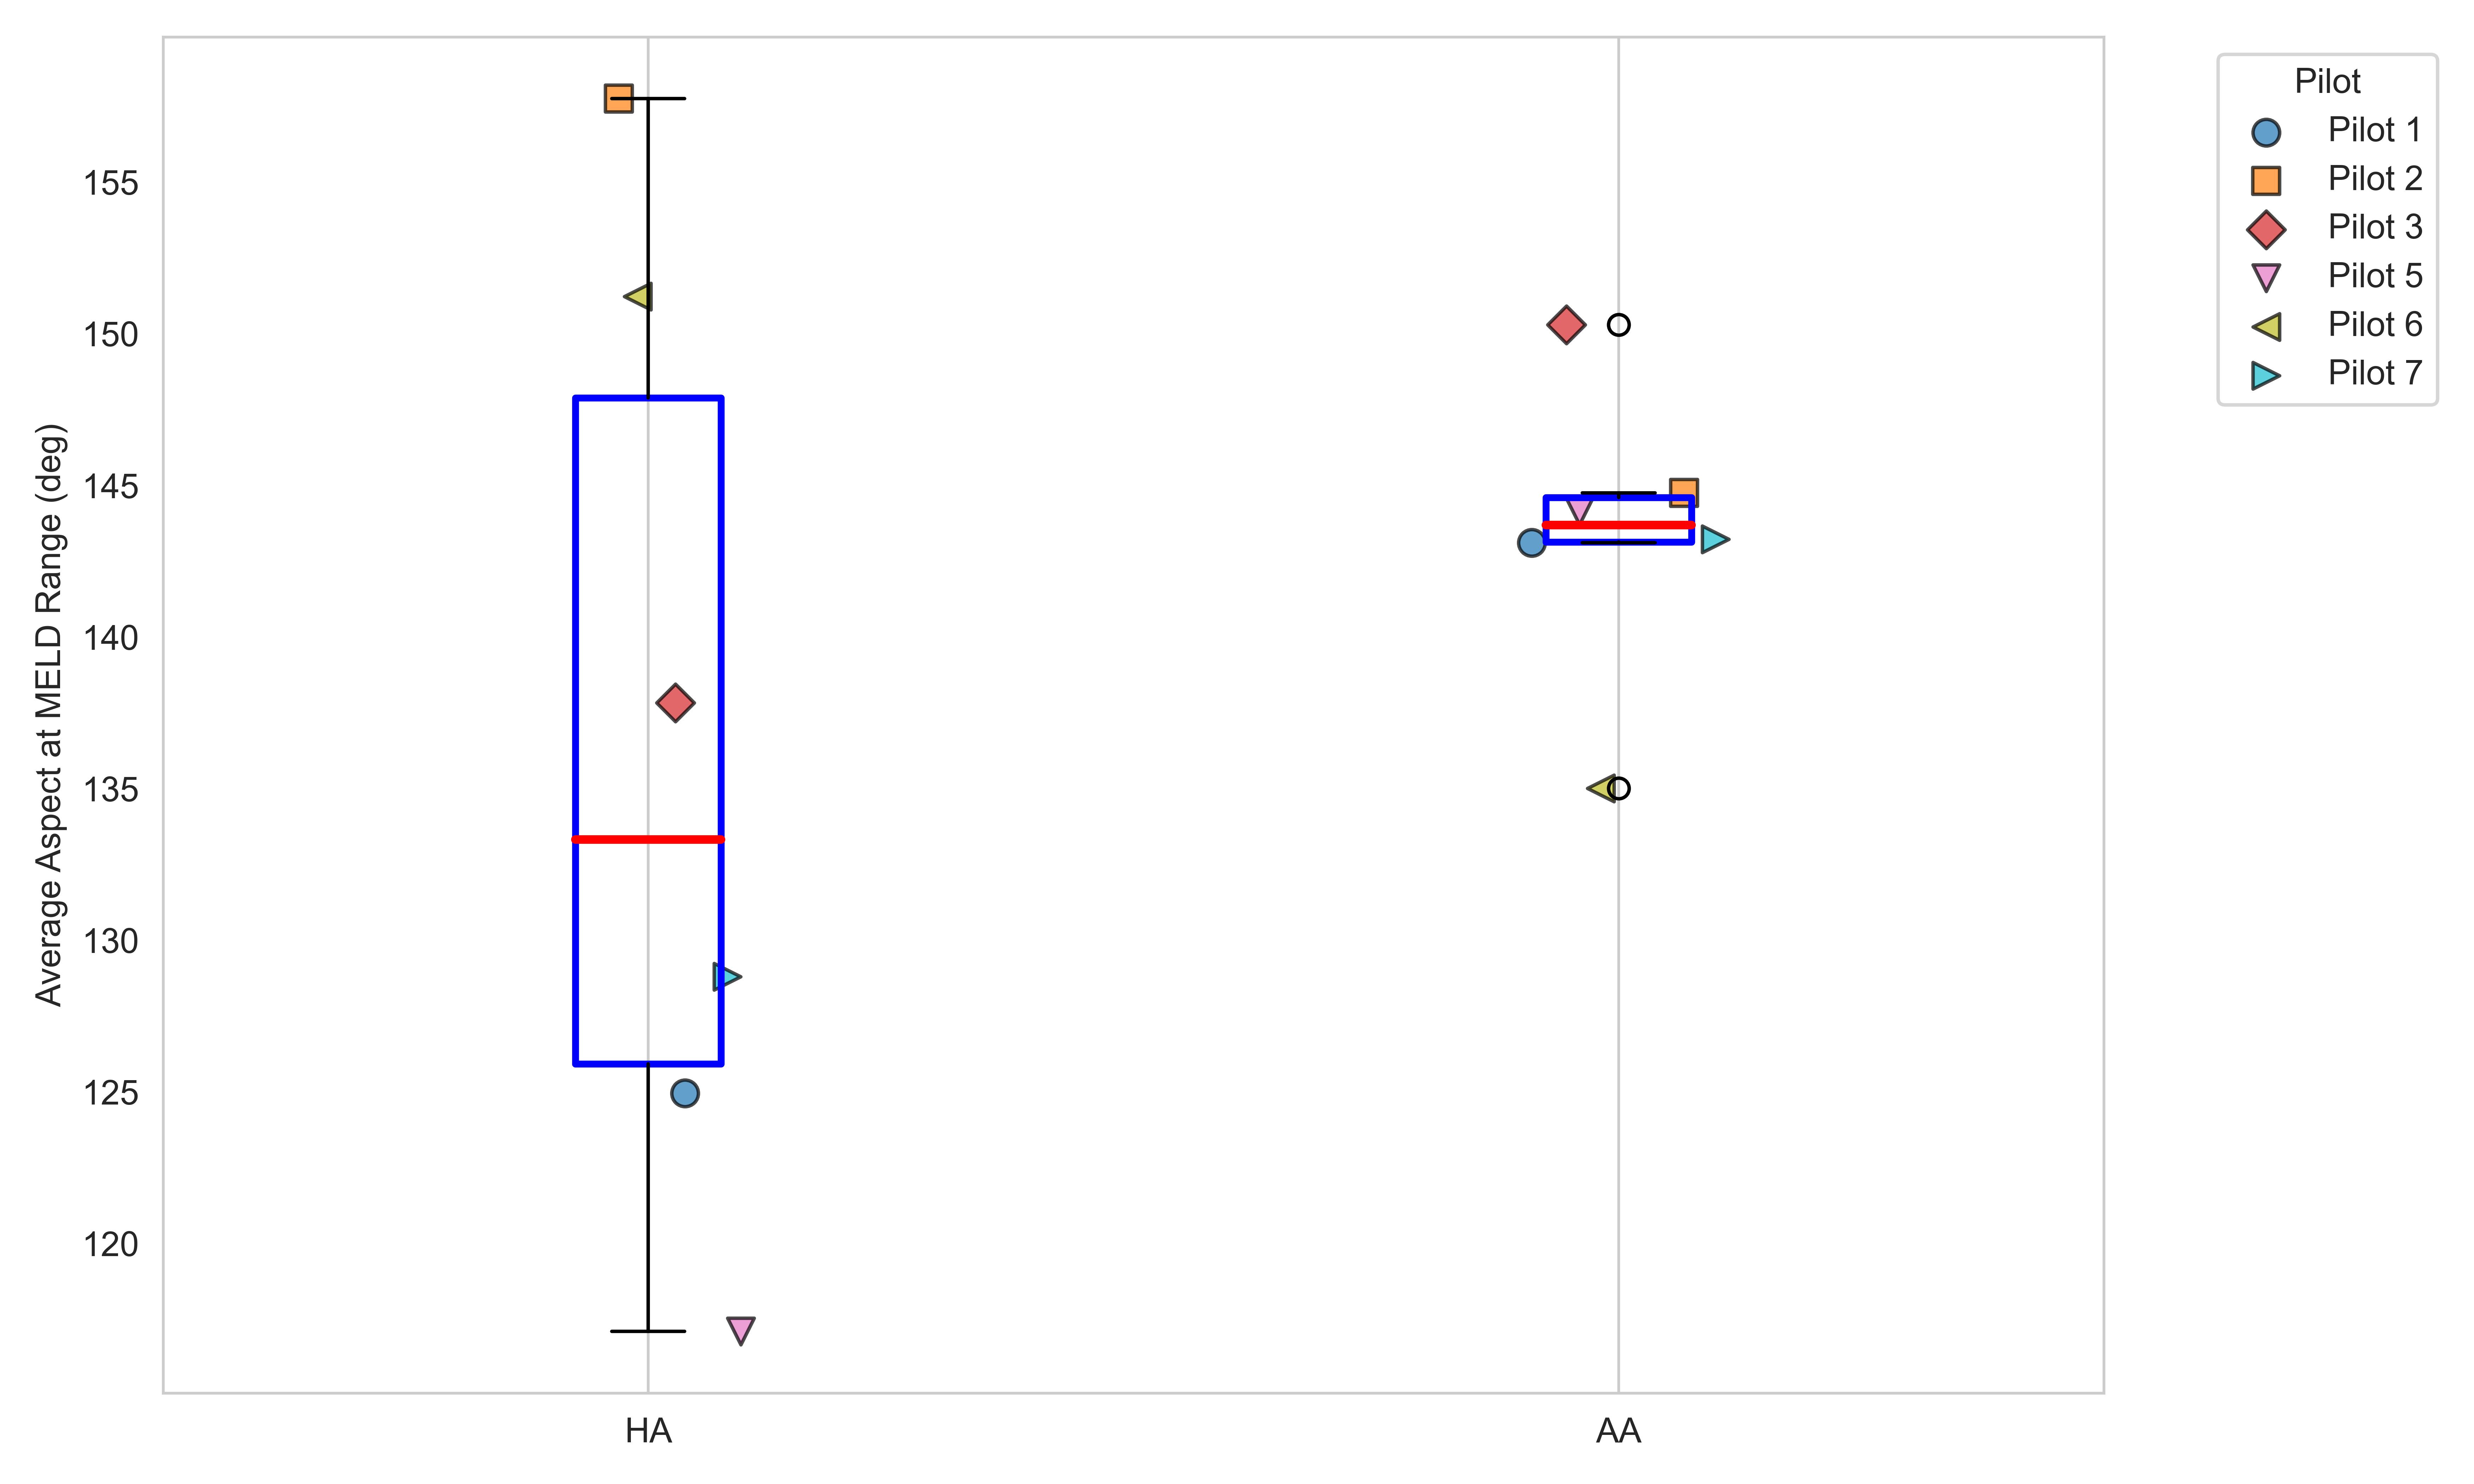 Average Aspect at MELD Range (deg)
155
150
145
140
135
130
125
120
HA
AA
Pilot
Pilot 1
Pilot 2
Pilot 3
Pilot 5
Pilot 6
Pilot 7